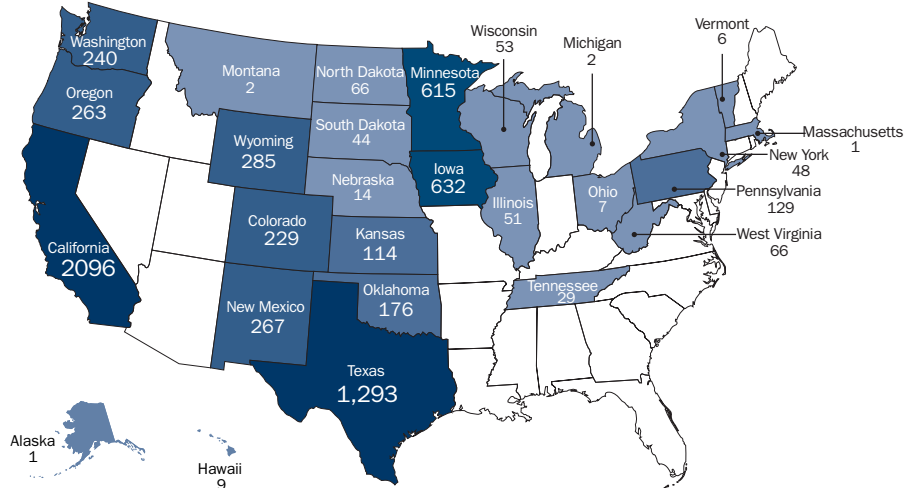 Washington
240
Oregon
263
California
2096
Montana
2
Wyoming
285
Colorado
229
New Mexico
267
North Dakota
66
South Dakota
44
Nebraska
14
Kansas
114
Oklahoma
176
Texas
1,293
Minnesota
615
Iowa
632
Wisconsin
53
Illinois
51
Michigan
2
Ohio
7
Tennessee
29
Vermont
6
Massachusetts
1
New York
48
Pennsylvania
129
West Virginia
66
Alaska
1
Hawaii
9